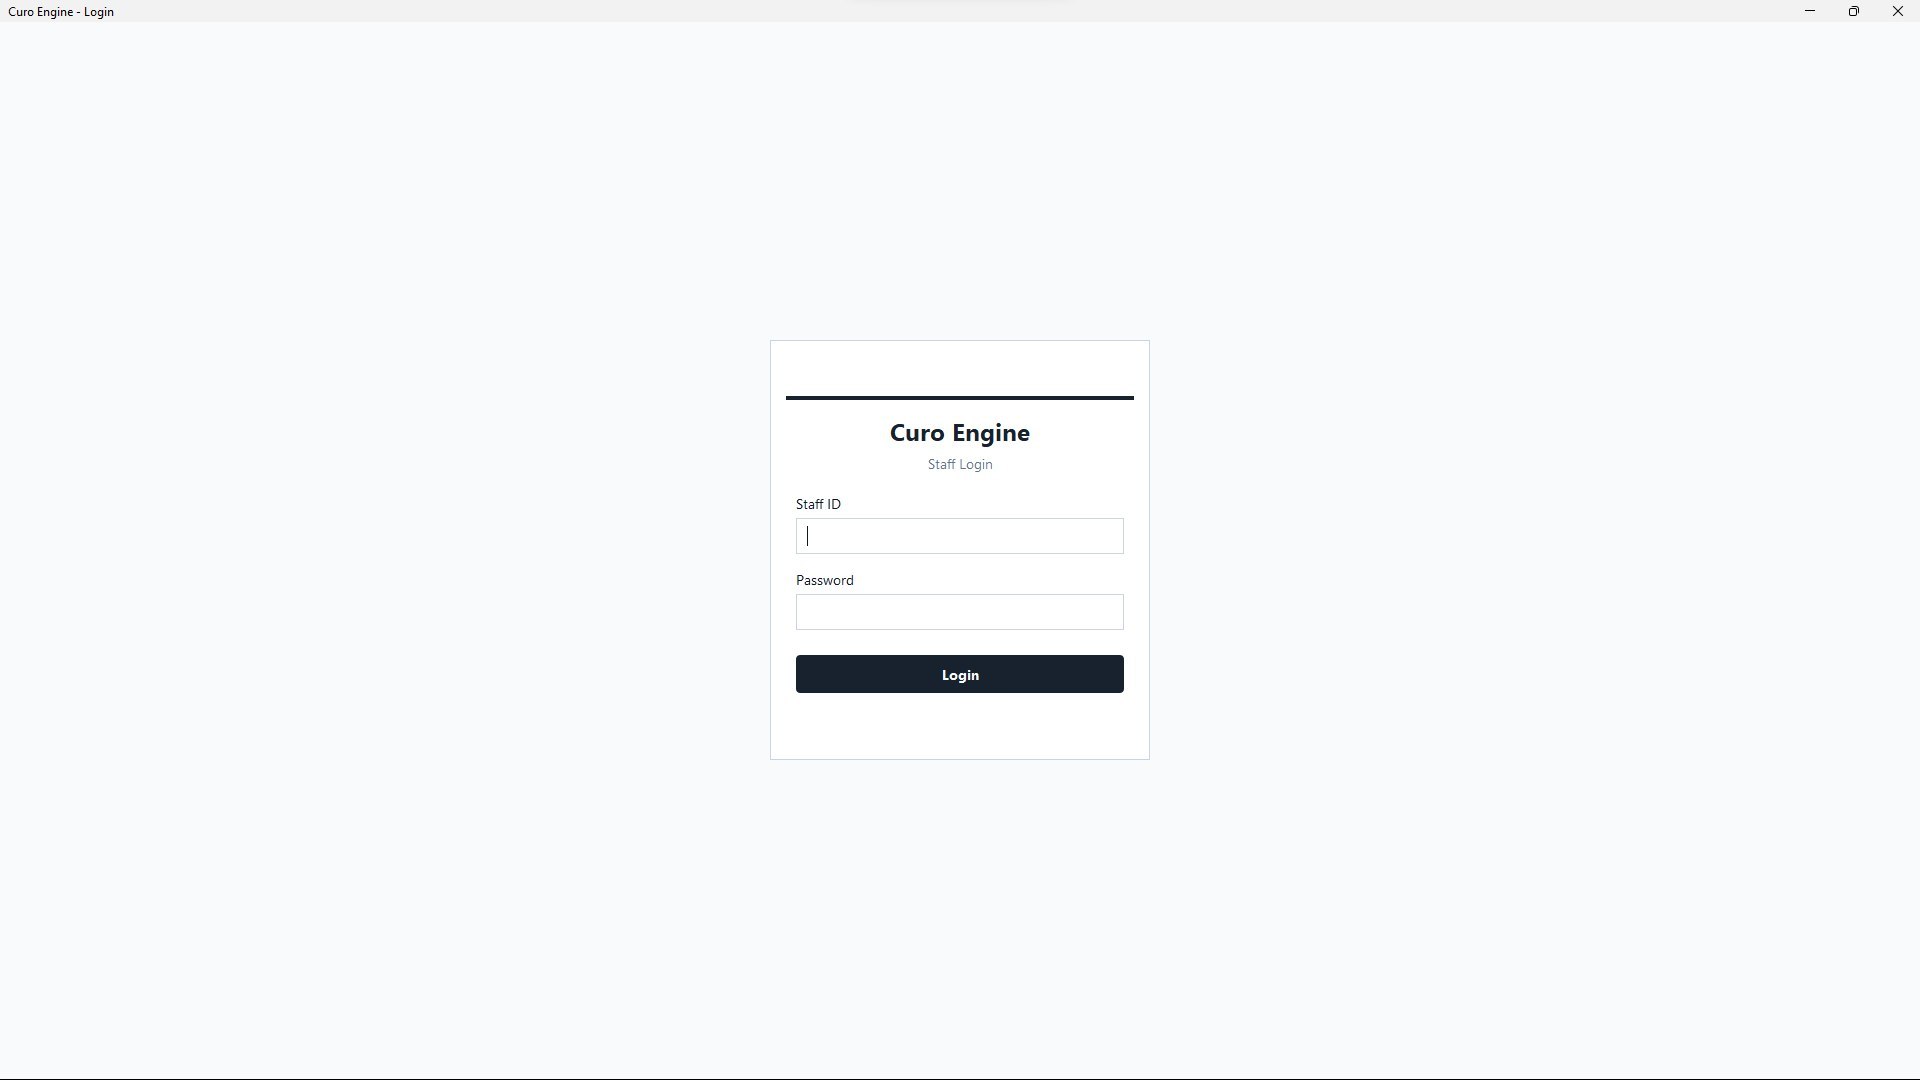 Curo Engine - Login
Curo Engine
Staff Login
Staff ID
Password
Login